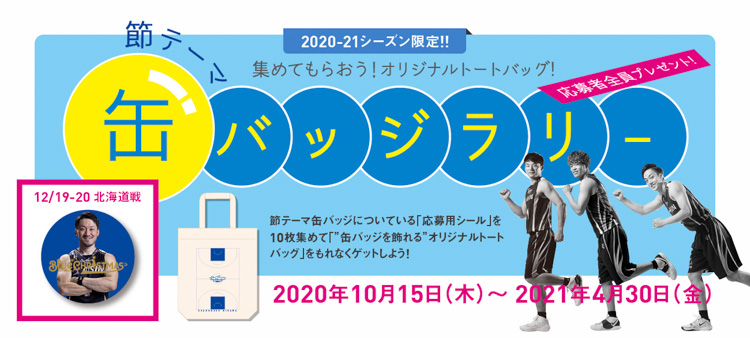 2020-21シーズン限定!!
節テーマ
集めてもらおう！オリジナルトートバッグ！
応募者全員プレゼント！
缶バッジラリー
12/19-20 北海道戦
BLUE CHRISTMAS
節テーマ缶バッジについている「応募用シール」を
10枚集めて「”缶バッジを飾れる”オリジナルトート
バッグ」をもれなくゲットしよう！
2020年10月15日（木）～ 2021年4月30日（金）